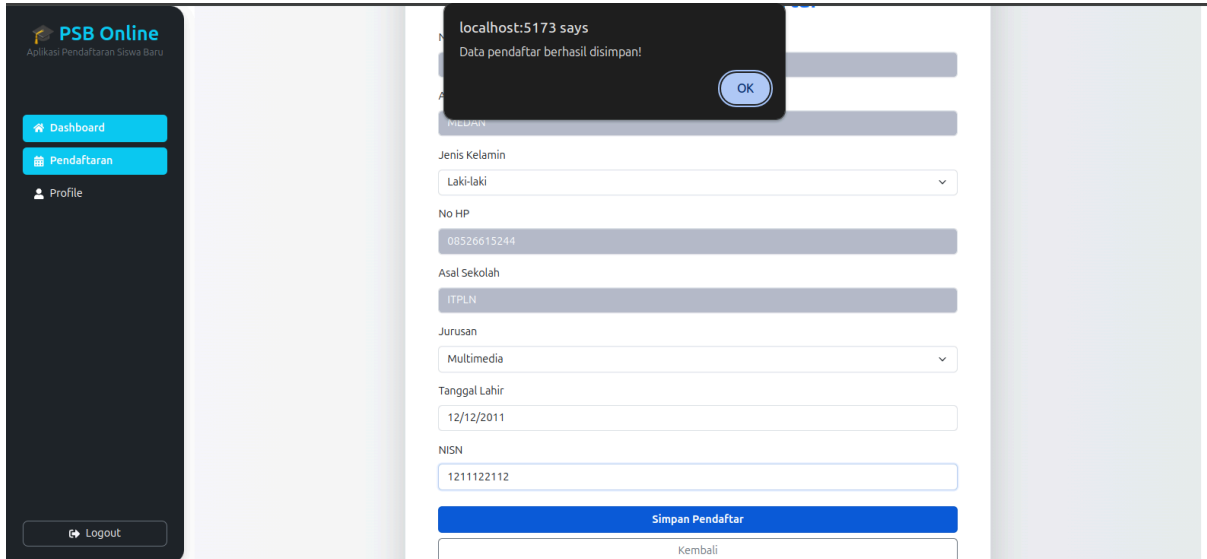 PSB Online
Aplikasi Pendaftaran Siswa Baru
Dashboard
Pendaftaran
Profile
Logout
localhost:5173 says
Data pendaftar berhasil disimpan!
OK
MEDAN
Jenis Kelamin
Laki-laki
No HP
08526615244
Asal Sekolah
ITPLN
Jurusan
Multimedia
Tanggal Lahir
12/12/2011
NISN
1211122112
Simpan Pendaftar
Kembali